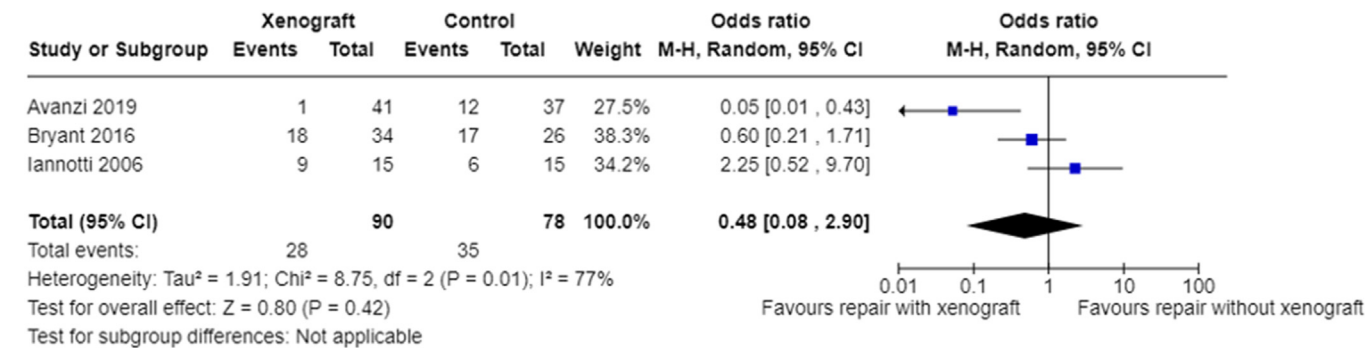 Xenograft Control Odds ratio Odds ratio
Study or Subgroup Events Total Events Total Weight M-H, Random, 95% CI M-H, Random, 95% CI
Avanzi 2019 1 41 12 37 27.5% 0.05 [0.01 , 0.43]
Bryant 2016 18 34 17 26 38.3% 0.60 [0.21 , 1.71]
Iannotti 2006 9 15 6 15 34.2% 2.25 [0.52 , 9.70]
Total (95% CI) 90 78 100.0% 0.48 [0.08 , 2.90]
Total events: 28 35
Heterogeneity: Tau² = 1.91; Chi² = 8.75, df = 2 (P = 0.01); I² = 77%
0.01 0.1 1 10 100
Test for overall effect: Z = 0.80 (P = 0.42)
Favours repair with xenograft Favours repair without xenograft
Test for subgroup differences: Not applicable